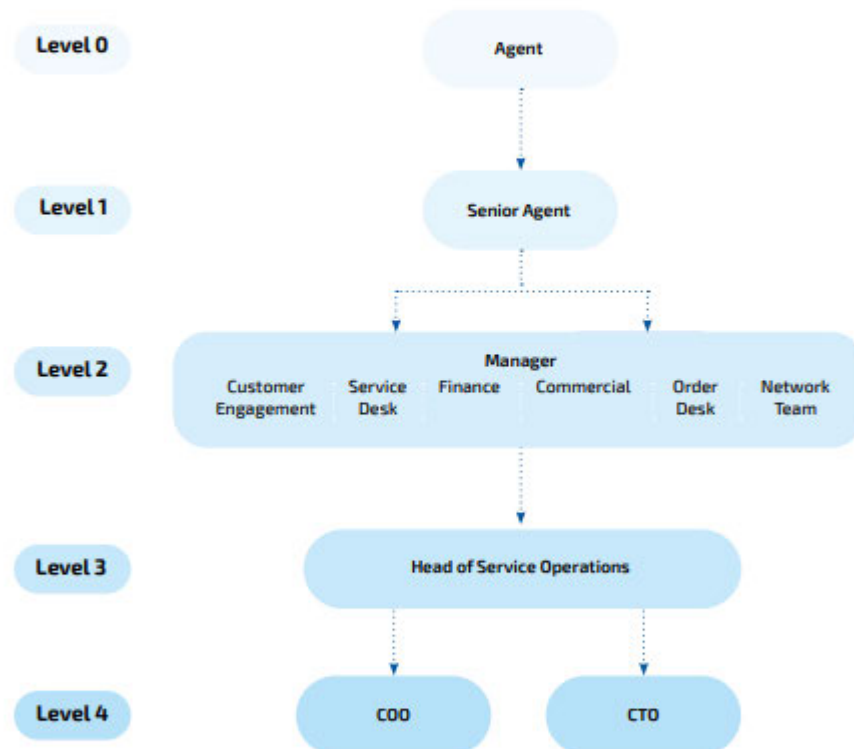 Level 0
Agent
Level 1
Senior Agent
Level 2
Manager
Customer
Engagement
Service
Desk
Finance
Commercial
Order
Desk
Network
Team
Level 3
Head of Service Operations
Level 4
COO
CTO